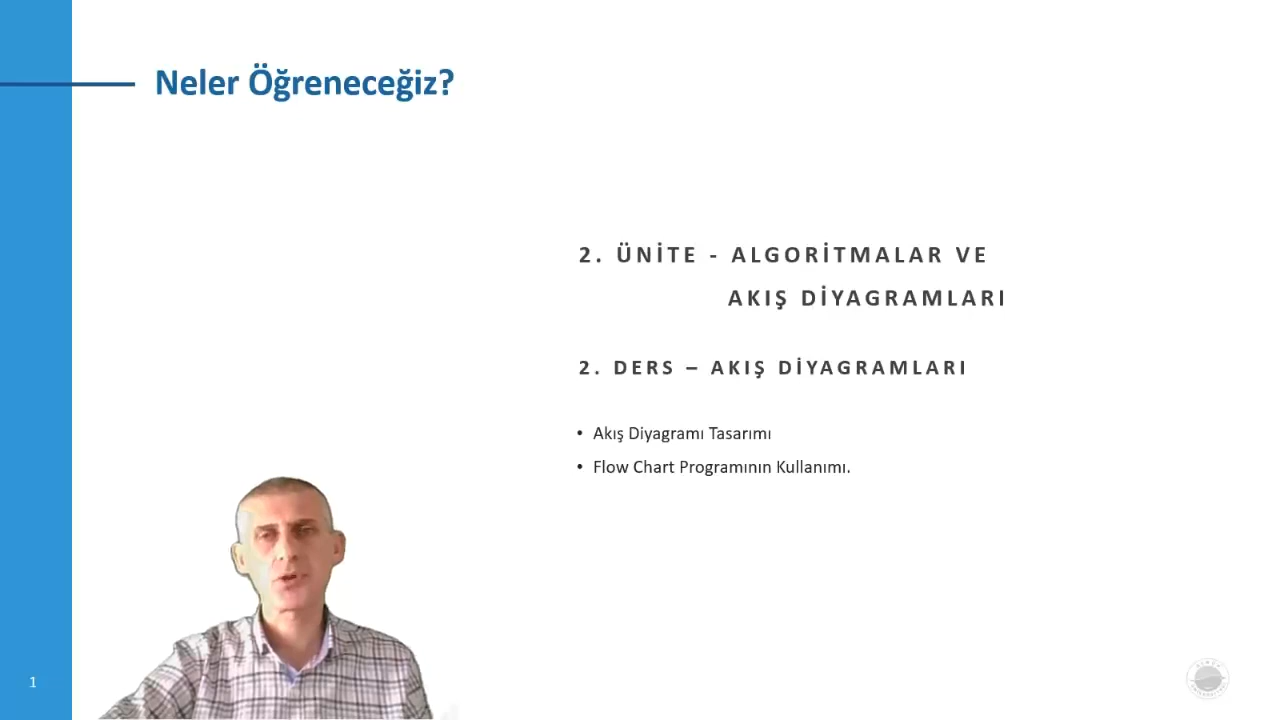 Neler Öğreneceğiz?
2. ÜNİTE - ALGORİTMALAR VE
AKIŞ DİYAGRAMLARI
2. DERS – AKIŞ DİYAGRAMLARI
• Akış Diyagramı Tasarımı
• Flow Chart Programının Kullanımı.
1